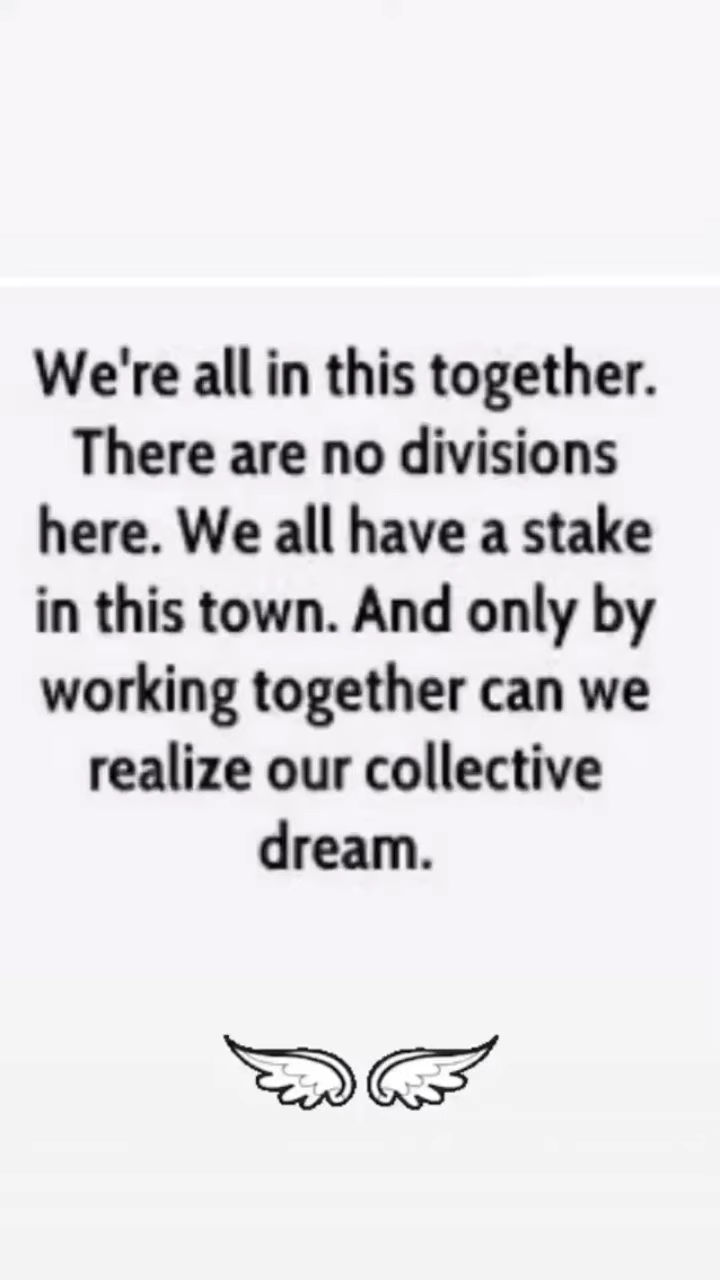 We're all in this together.
There are no divisions
here. We all have a stake
in this town. And only by
working together can we
realize our collective
dream.